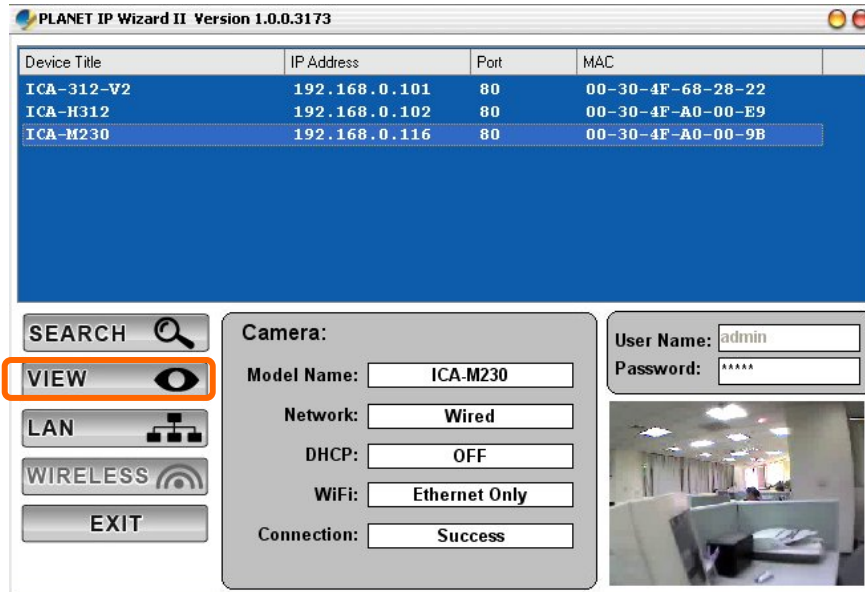 PLANET IP Wizard II Version 1.0.0.3173
Device Title IP Address Port MAC
ICA-312-V2 192.168.0.101 80 00-30-4F-68-28-22
ICA-H312 192.168.0.102 80 00-30-4F-A0-00-E9
ICA-M230 192.168.0.116 80 00-30-4F-A0-00-9B
SEARCH
VIEW
LAN
WIRELESS
EXIT
Camera:
Model Name: ICA-M230
Network: Wired
DHCP: OFF
WiFi: Ethernet Only
Connection: Success
User Name: admin
Password: *****